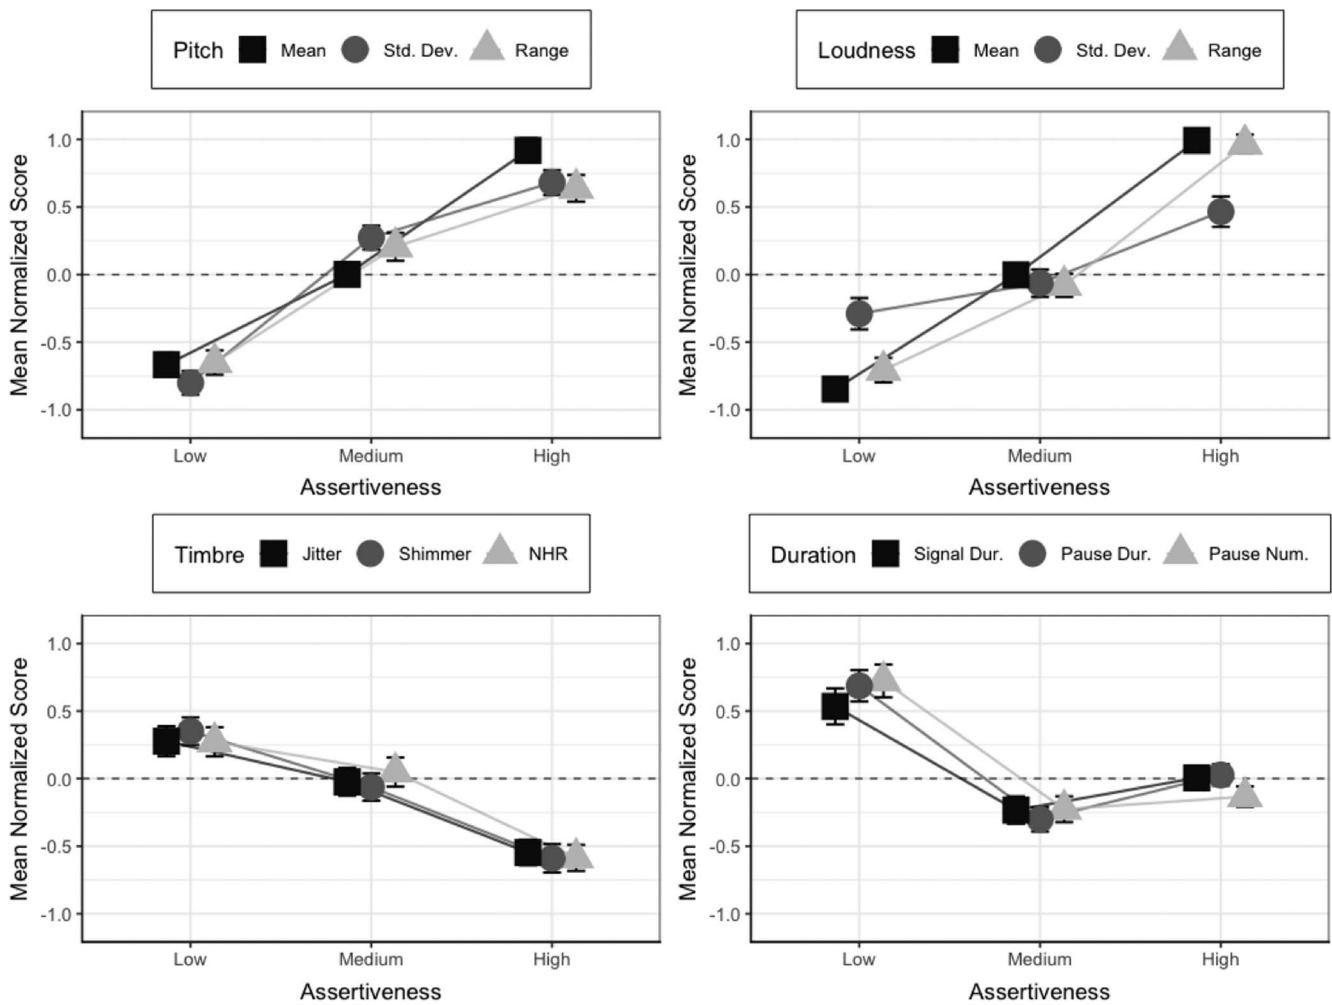 Pitch Mean Std. Dev. Range
Mean Normalized Score
1.0
0.5
0.0
-0.5
-1.0
Low Medium High
Assertiveness
Loudness Mean Std. Dev. Range
Mean Normalized Score
1.0
0.5
0.0
-0.5
-1.0
Low Medium High
Assertiveness
Timbre Jitter Shimmer NHR
Mean Normalized Score
1.0
0.5
0.0
-0.5
-1.0
Low Medium High
Assertiveness
Duration Signal Dur. Pause Dur. Pause Num.
Mean Normalized Score
1.0
0.5
0.0
-0.5
-1.0
Low Medium High
Assertiveness